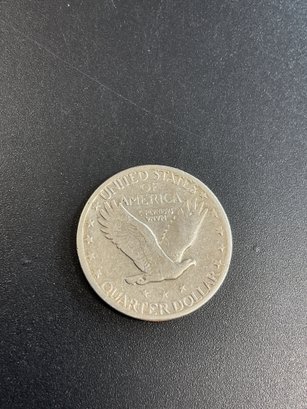 UNITED STATES
OF
AMERICA
E PLURIBUS
UNUM
QUARTER DOLLAR